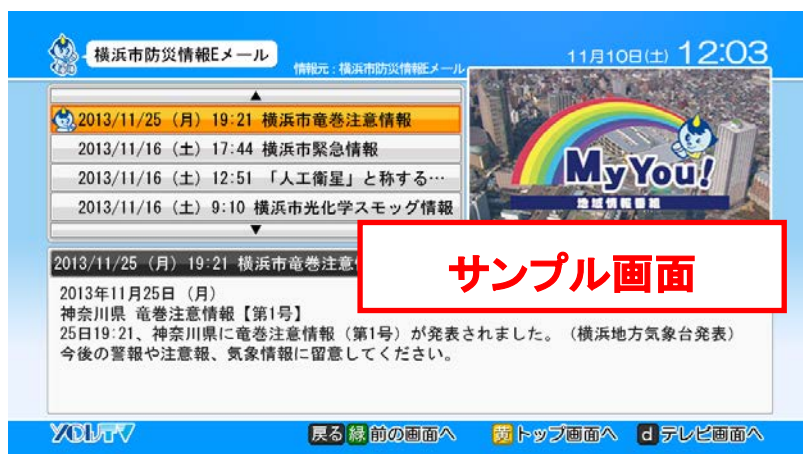 横浜市防災情報Eメール
情報元：横浜市防災情報Eメール
11月10日(土) 12:03
▲
2013/11/25（月）19:21 横浜市竜巻注意情報
2013/11/16（土）17:44 横浜市緊急情報
2013/11/16（土）12:51 「人工衛星」と称する…
2013/11/16（土）9:10 横浜市光化学スモッグ情報
▼
My You!
地域情報番組
サンプル画面
2013/11/25（月）19:21 横浜市竜巻注意
2013年11月25日（月）
神奈川県 竜巻注意情報【第1号】
25日19:21、神奈川県に竜巻注意情報（第1号）が発表されました。（横浜地方気象台発表）
今後の警報や注意報、気象情報に留意してください。
YOUテレビ
戻る 緑 前の画面へ 黄 トップ画面へ d テレビ画面へ